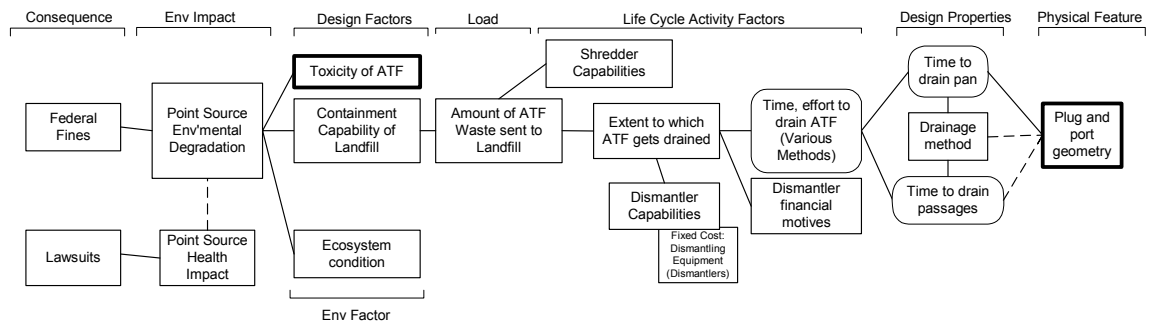 Consequence
Env Impact
Design Factors
Load
Life Cycle Activity Factors
Design Properties
Physical Feature
Federal
Fines
Lawsuits
Point Source
Env'mental
Degradation
Point Source
Health
Impact
Toxicity of ATF
Containment
Capability of
Landfill
Ecosystem
condition
Env Factor
Amount of ATF
Waste sent to
Landfill
Shredder
Capabilities
Extent to which
ATF gets drained
Dismantler
Capabilities
Fixed Cost:
Dismantling
Equipment
(Dismantlers)
Time, effort to
drain ATF
(Various
Methods)
Dismantler
financial
motives
Time to
drain pan
Drainage
method
Time to drain
passages
Plug and
port
geometry